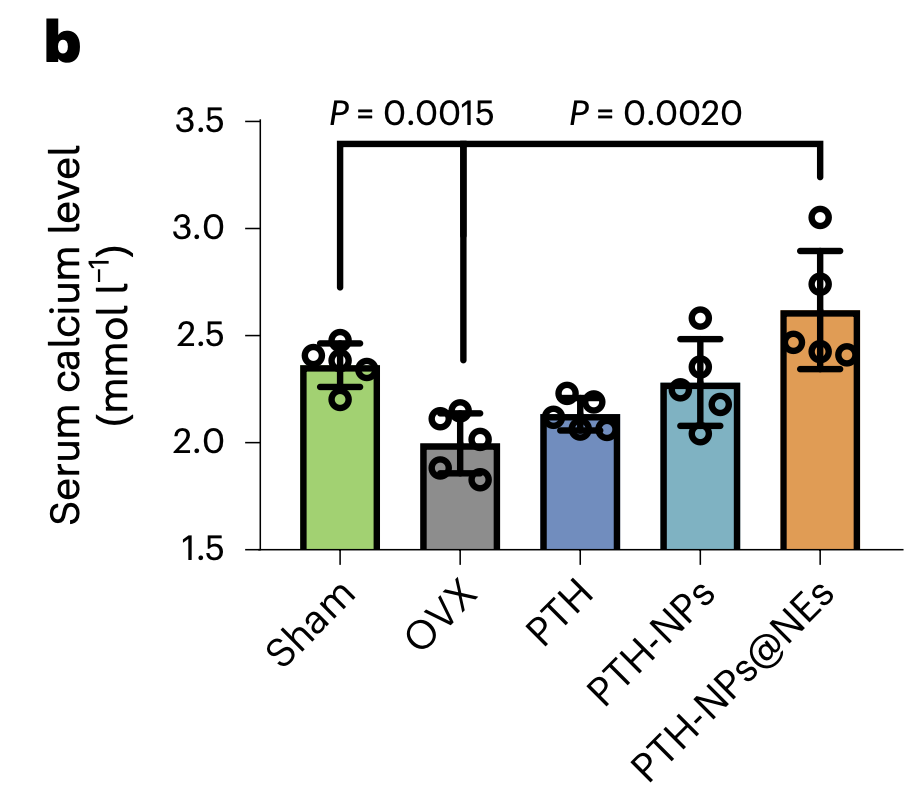 b
P = 0.0015
P = 0.0020
Serum calcium level
(mmol l⁻¹)
3.5
3.0
2.5
2.0
1.5
Sham
OVX
PTH
PTH-NPs
PTH-NPs@NEs